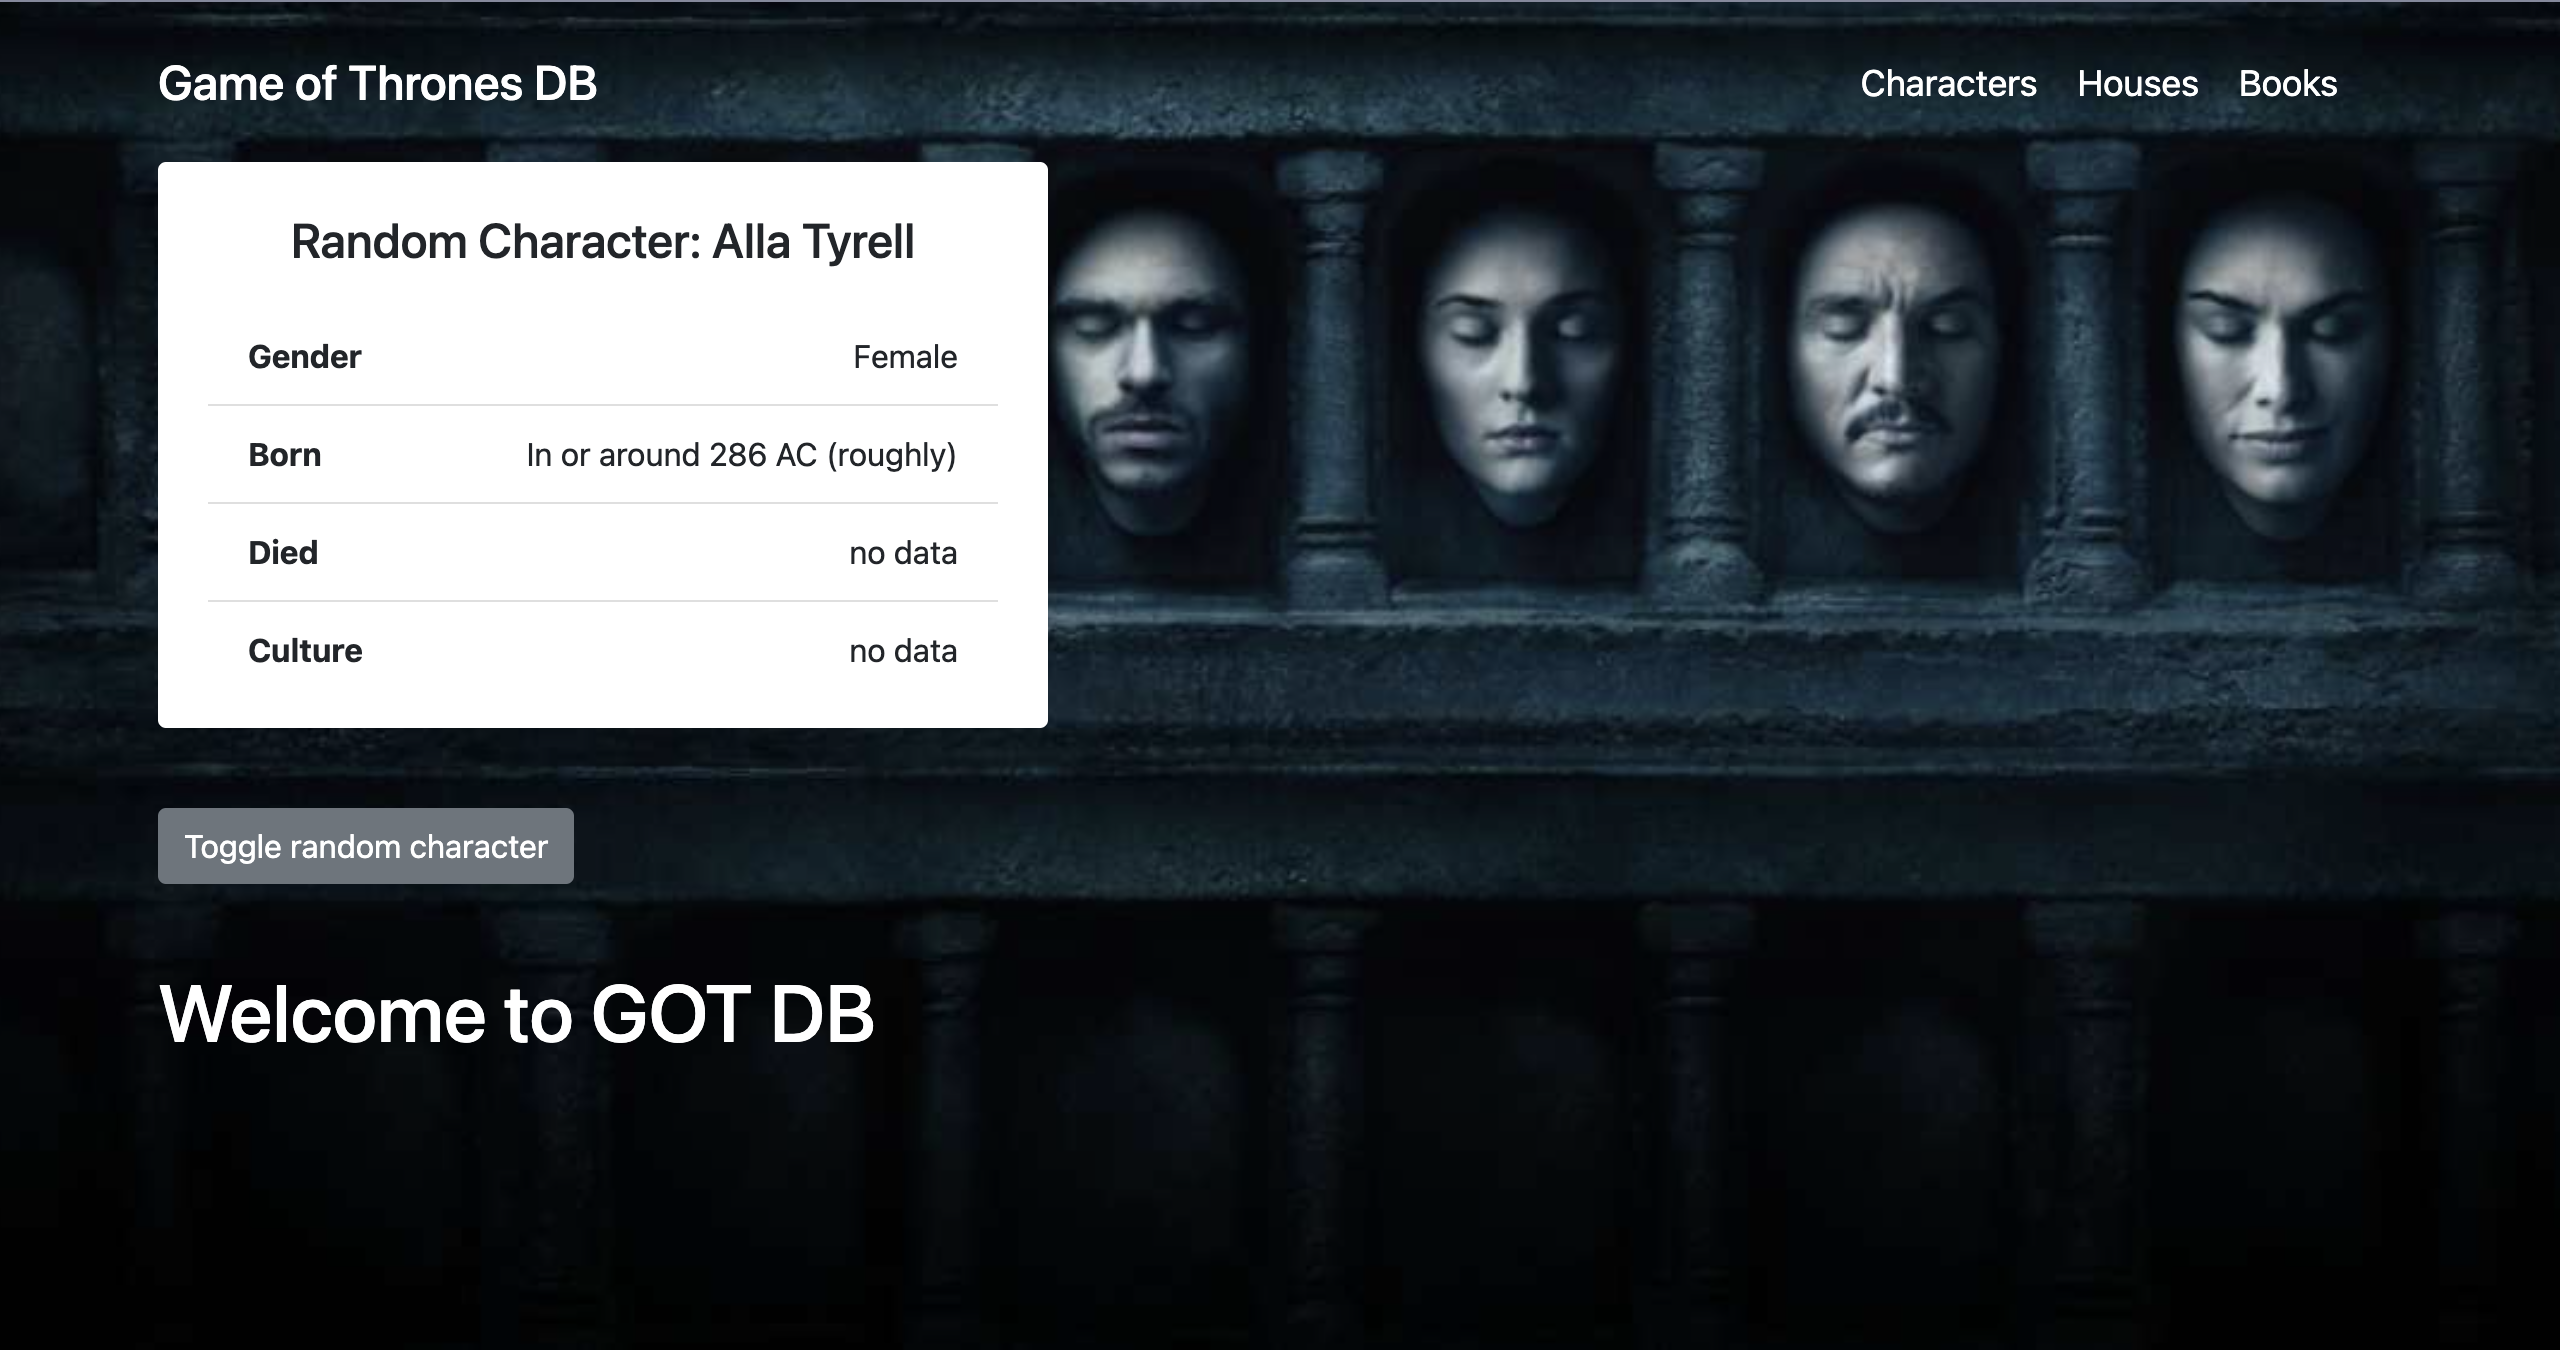 Game of Thrones DB
Characters Houses Books
Random Character: Alla Tyrell
Gender Female
Born In or around 286 AC (roughly)
Died no data
Culture no data
Toggle random character
Welcome to GOT DB